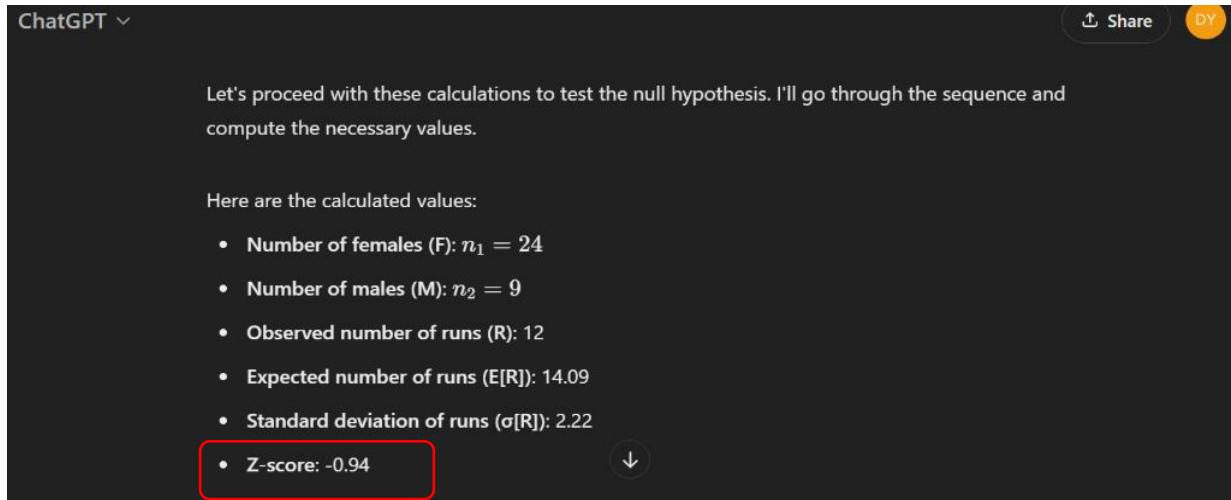 ChatGPT
Share
DY
Let's proceed with these calculations to test the null hypothesis. I'll go through the sequence and
compute the necessary values.
Here are the calculated values:
• Number of females (F): n₁ = 24
• Number of males (M): n₂ = 9
• Observed number of runs (R): 12
• Expected number of runs (E[R]): 14.09
• Standard deviation of runs (σ[R]): 2.22
• Z-score: -0.94